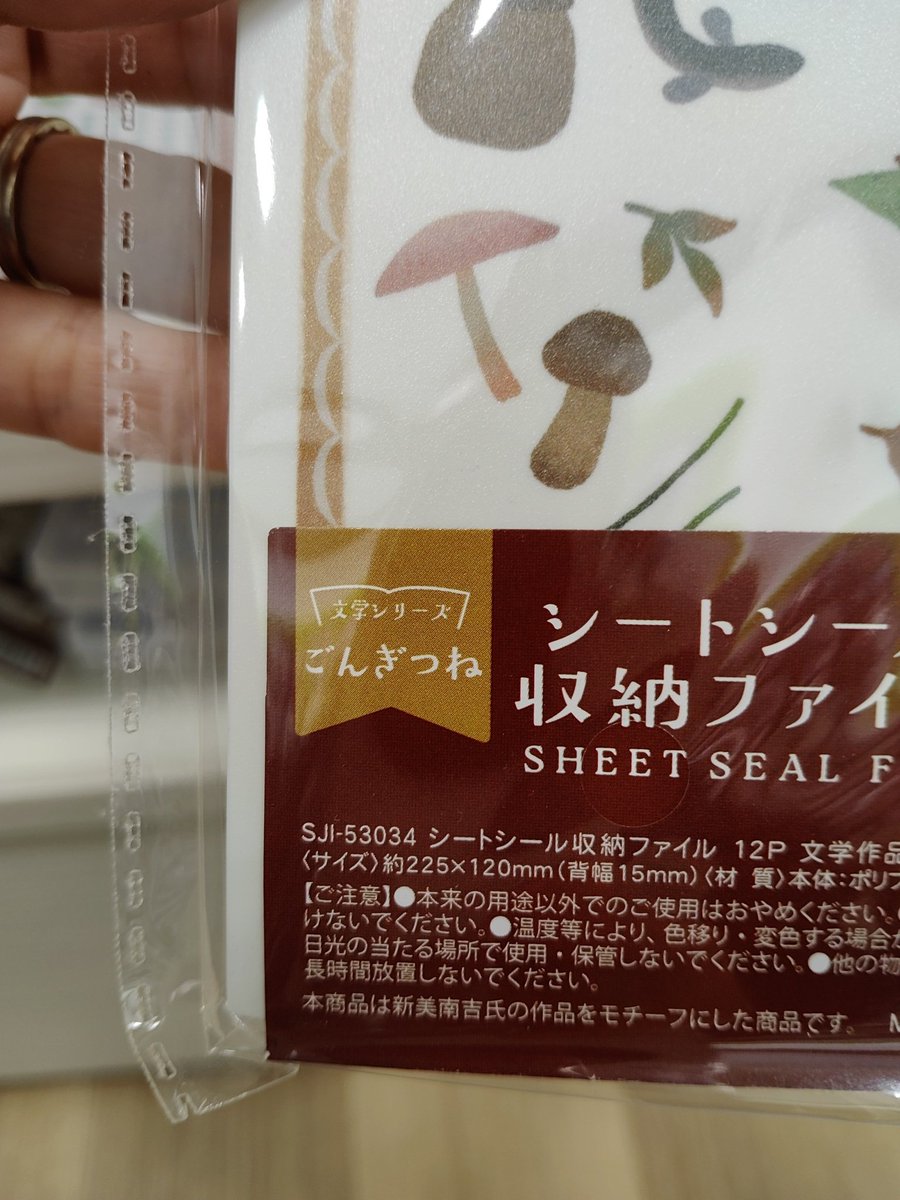 文学シリーズ
ごんぎつね
シートシー
収納ファイ
SHEET SEAL F
SJI-53034 シートシール収納ファイル 12P 文学作品
〈サイズ〉約225×120mm(背幅15mm)〈材 質〉本体:ポリ
【ご注意】●本来の用途以外でのご使用はおやめください。
けないでください。●温度等により、色移り・変色する場合が
日光の当たる場所で使用・保管しないでください。●他の物
長時間放置しないでください。
本商品は新美南吉氏の作品をモチーフにした商品です。 M